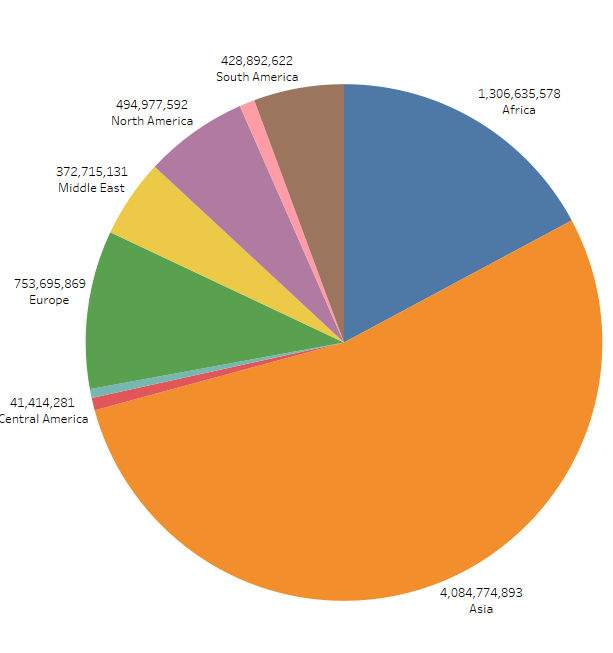 428,892,622
South America
1,306,635,578
Africa
494,977,592
North America
372,715,131
Middle East
753,695,869
Europe
41,414,281
Central America
4,084,774,893
Asia